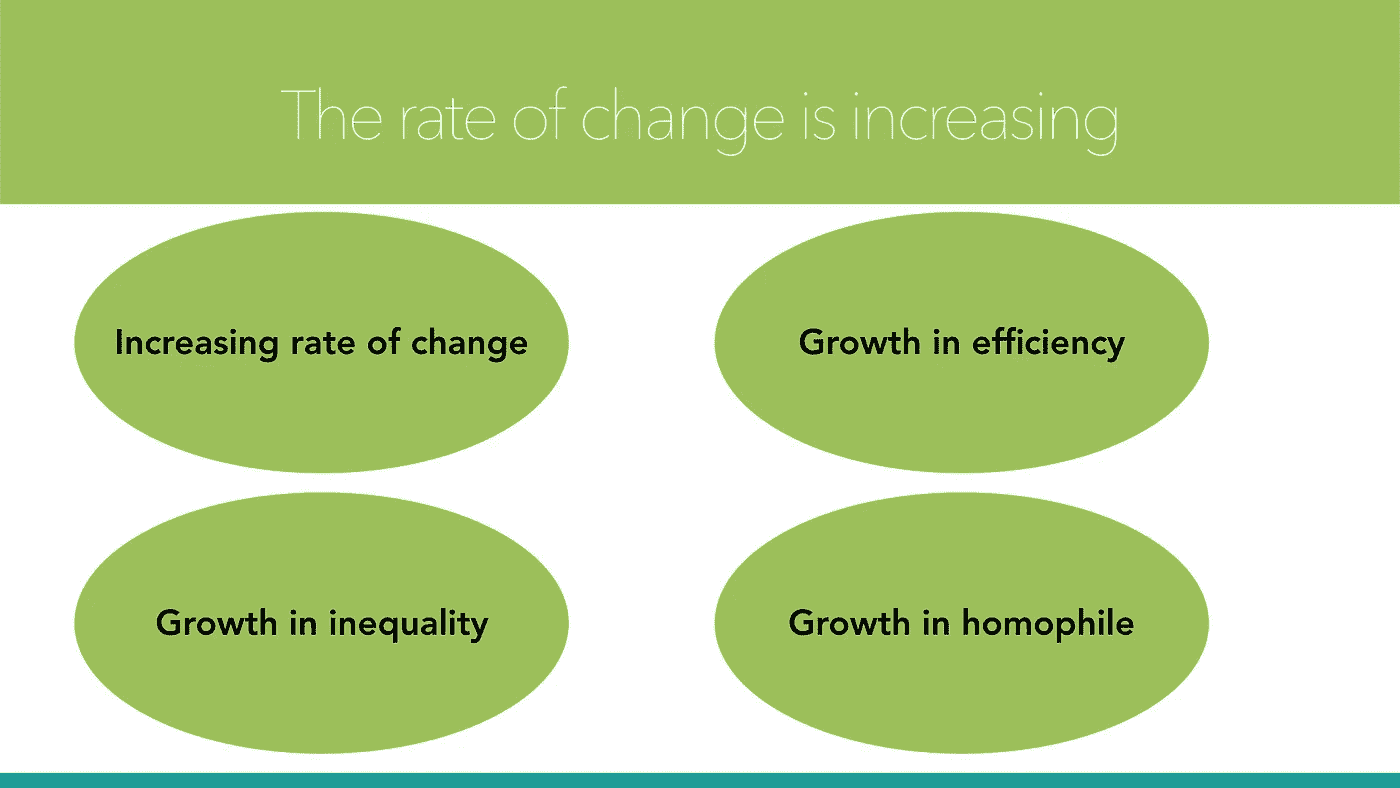 The rate of change is increasing
Increasing rate of change
Growth in efficiency
Growth in inequality
Growth in homophile